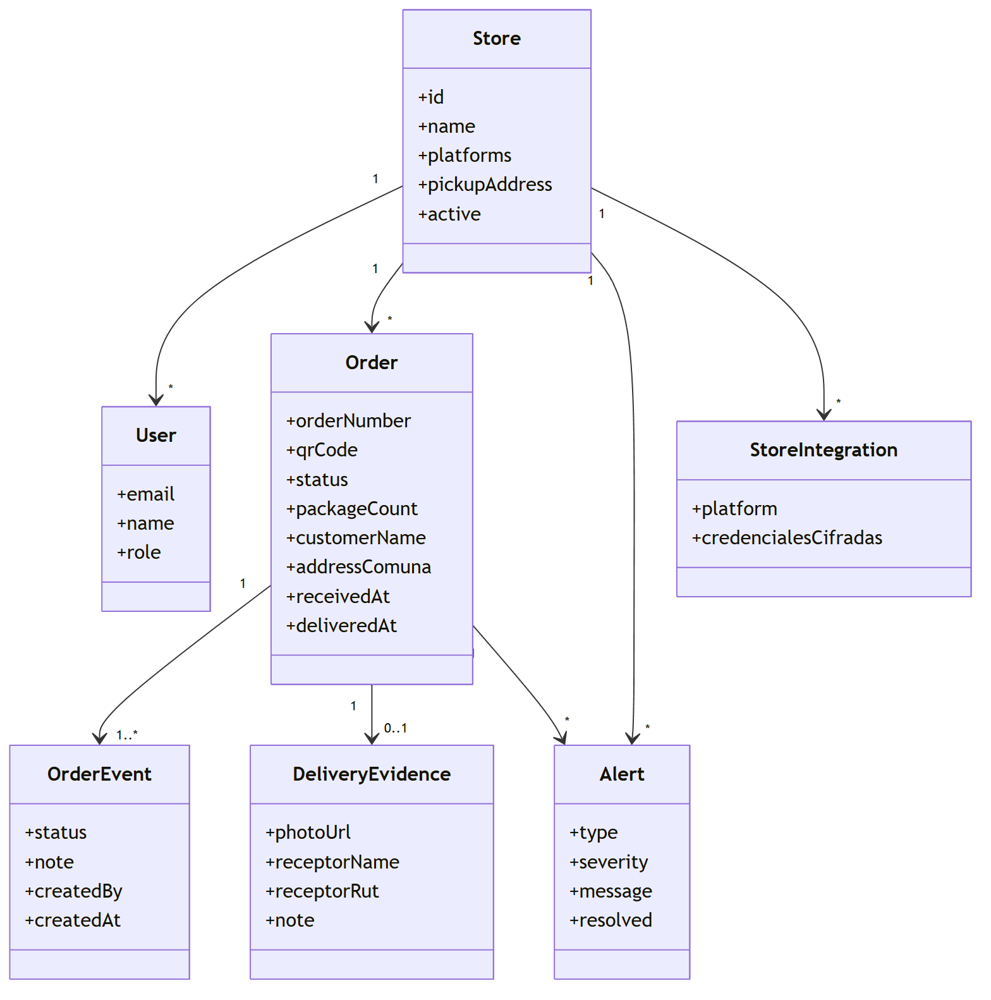 Store
+id
+name
+platforms
+pickupAddress
+active
1
1
1
1
*
*
*
Order
+orderNumber
+qrCode
+status
+packageCount
+customerName
+addressComuna
+receivedAt
+deliveredAt
User
+email
+name
+role
StoreIntegration
+platform
+credencialesCifradas
1
1
1..*
0..1
*
*
OrderEvent
+status
+note
+createdBy
+createdAt
DeliveryEvidence
+photoUrl
+receptorName
+receptorRut
+note
Alert
+type
+severity
+message
+resolved